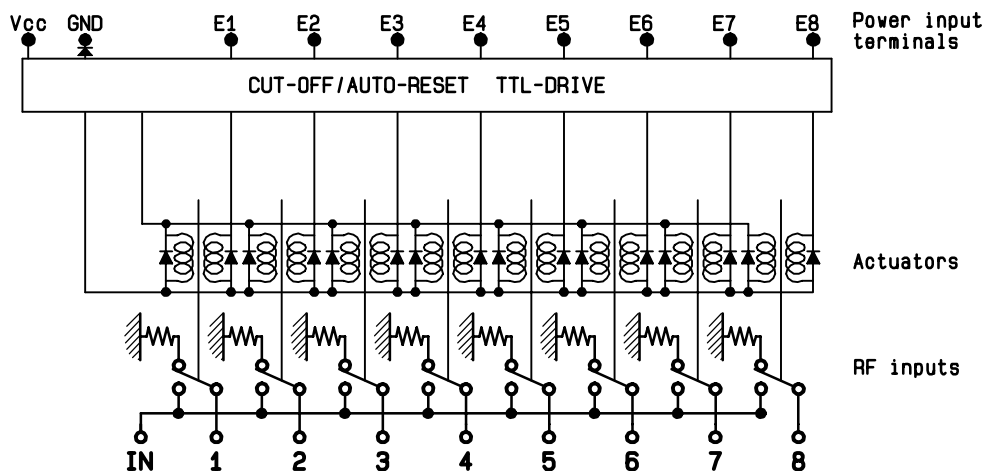 Vcc GND E1 E2 E3 E4 E5 E6 E7 E8 Power input
terminals
CUT-OFF/AUTO-RESET TTL-DRIVE
Actuators
RF inputs
IN 1 2 3 4 5 6 7 8